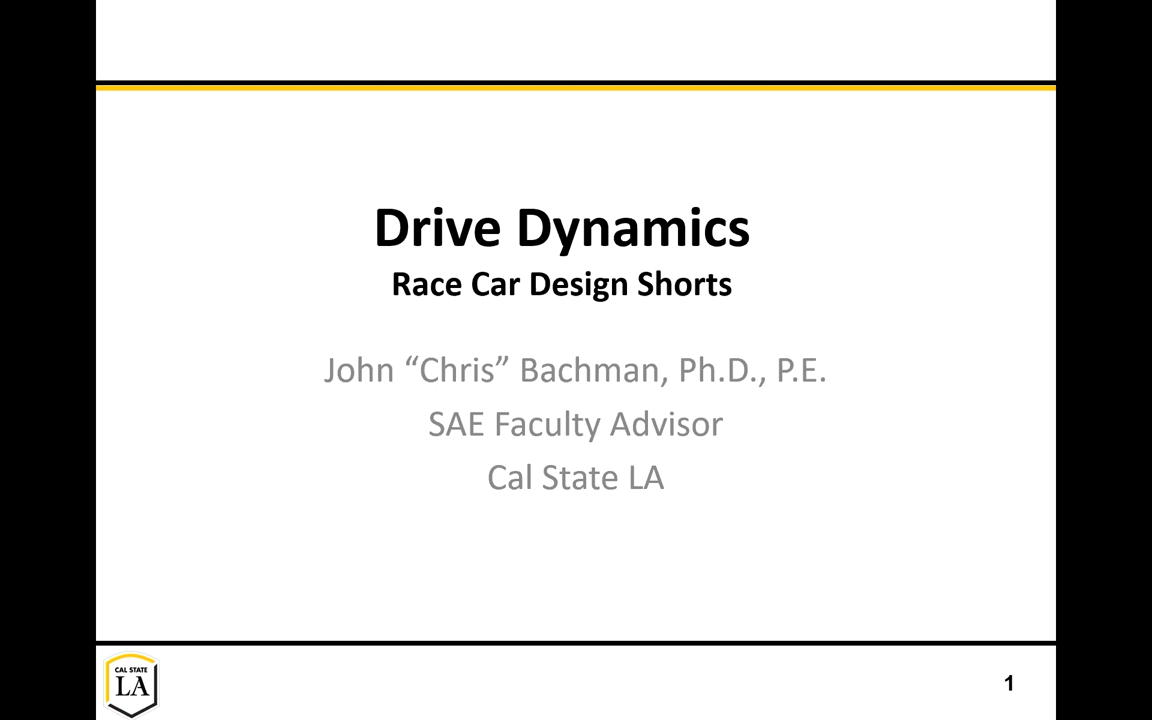 Drive Dynamics
Race Car Design Shorts
John “Chris” Bachman, Ph.D., P.E.
SAE Faculty Advisor
Cal State LA
CAL STATE
LA
1